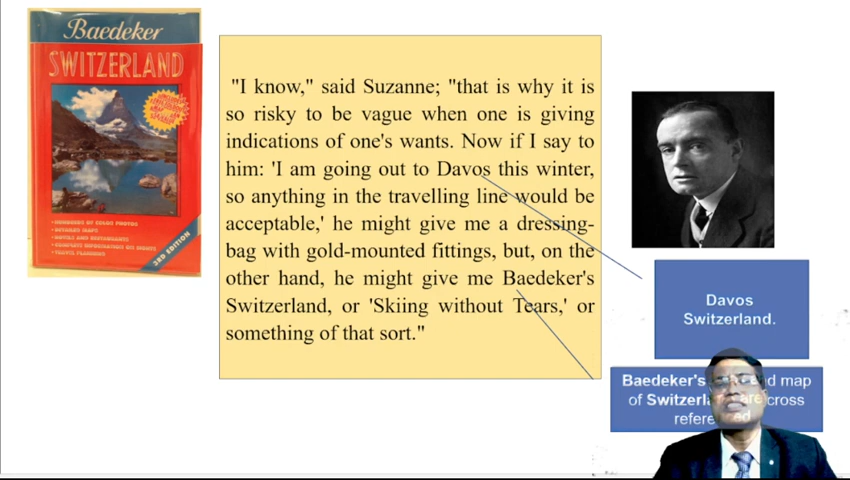 Baedeker
SWITZERLAND
3RD EDITION
"I know," said Suzanne; "that is why it is
so risky to be vague when one is giving
indications of one's wants. Now if I say to
him: 'I am going out to Davos this winter,
so anything in the travelling line would be
acceptable,' he might give me a dressing-
bag with gold-mounted fittings, but, on the
other hand, he might give me Baedeker's
Switzerland, or 'Skiing without Tears,' or
something of that sort."
Davos
Switzerland.
Baedeker's and map
of cross